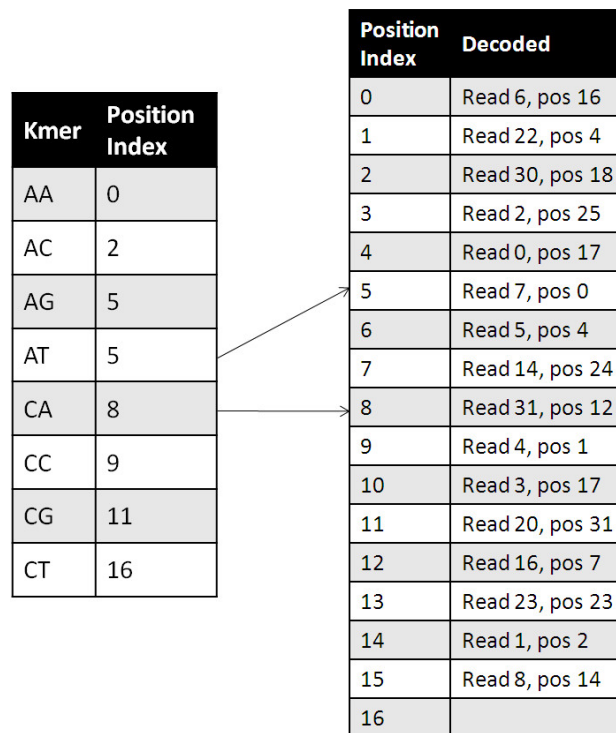 Kmer Position Index
AA 0
AC 2
AG 5
AT 5
CA 8
CC 9
CG 11
CT 16
Position Index Decoded
0 Read 6, pos 16
1 Read 22, pos 4
2 Read 30, pos 18
3 Read 2, pos 25
4 Read 0, pos 17
5 Read 7, pos 0
6 Read 5, pos 4
7 Read 14, pos 24
8 Read 31, pos 12
9 Read 4, pos 1
10 Read 3, pos 17
11 Read 20, pos 31
12 Read 16, pos 7
13 Read 23, pos 23
14 Read 1, pos 2
15 Read 8, pos 14
16